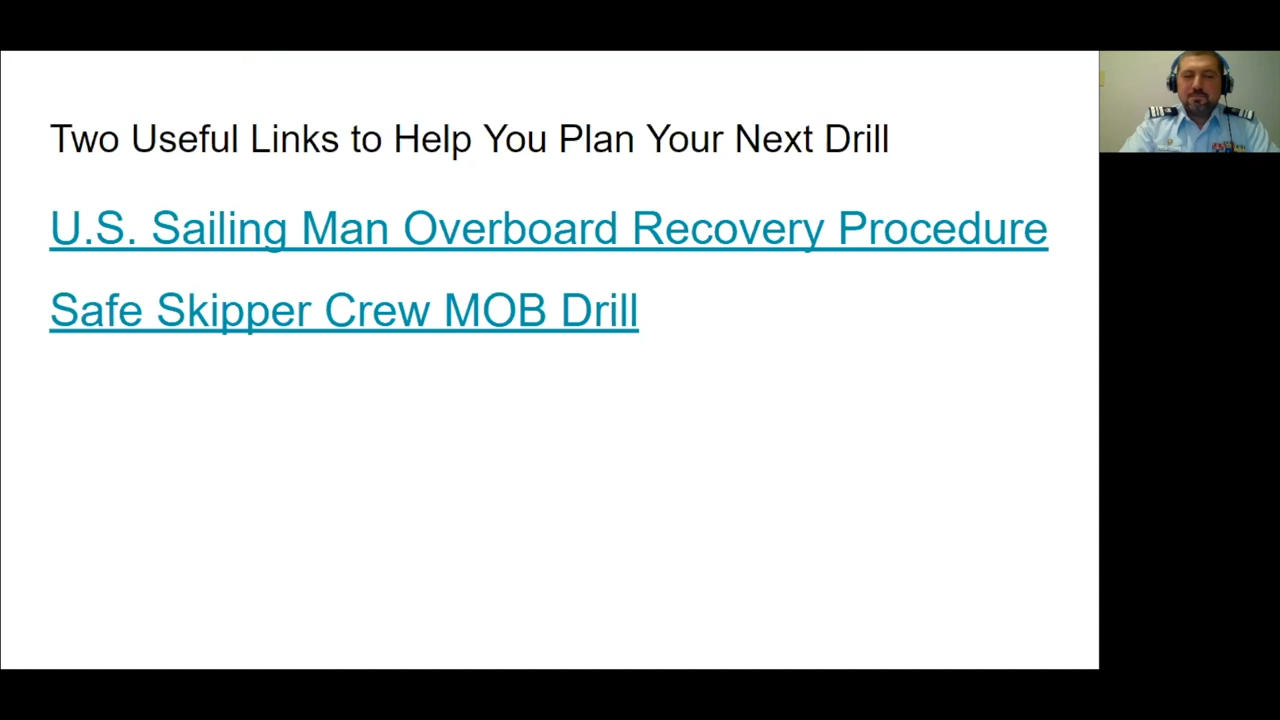 Two Useful Links to Help You Plan Your Next Drill
U.S. Sailing Man Overboard Recovery Procedure
Safe Skipper Crew MOB Drill